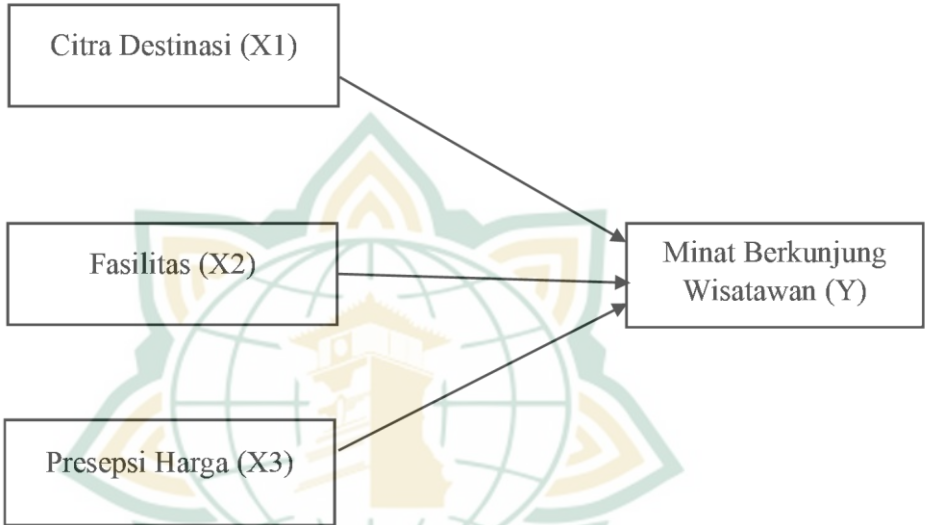 Citra Destinasi (X1)
Fasilitas (X2)
Minat Berkunjung
Wisatawan (Y)
Presepsi Harga (X3)